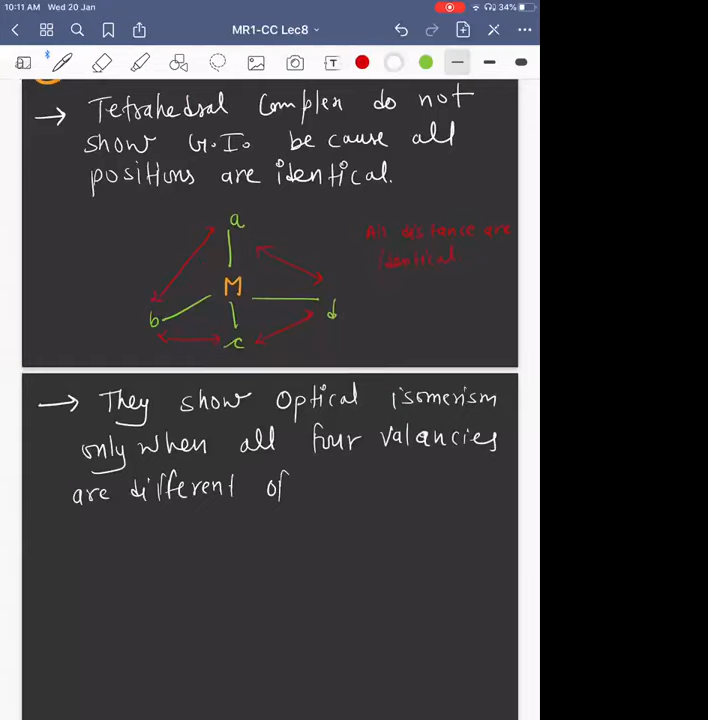 10:11 AM Wed 20 Jan
34%
MR1-CC Lec8
T
→ Tetrahedral Complex do not
show G.I. be cause all
positions are identical.
a
All distance are
identical
M
b
d
c
→ They show Optical isomerism
only when all four valancies
are different of